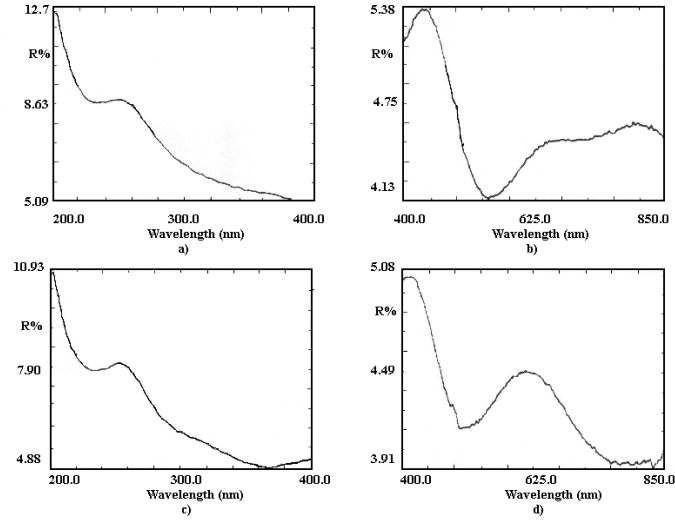 12.7
R%
8.63
5.09
200.0 300.0 400.0
Wavelength (nm)
a)
5.38
R%
4.75
4.13
400.0 625.0 850.0
Wavelength (nm)
b)
10.93
R%
7.90
4.88
200.0 300.0 400.0
Wavelength (nm)
c)
5.08
R%
4.49
3.91
400.0 625.0 850.0
Wavelength (nm)
d)